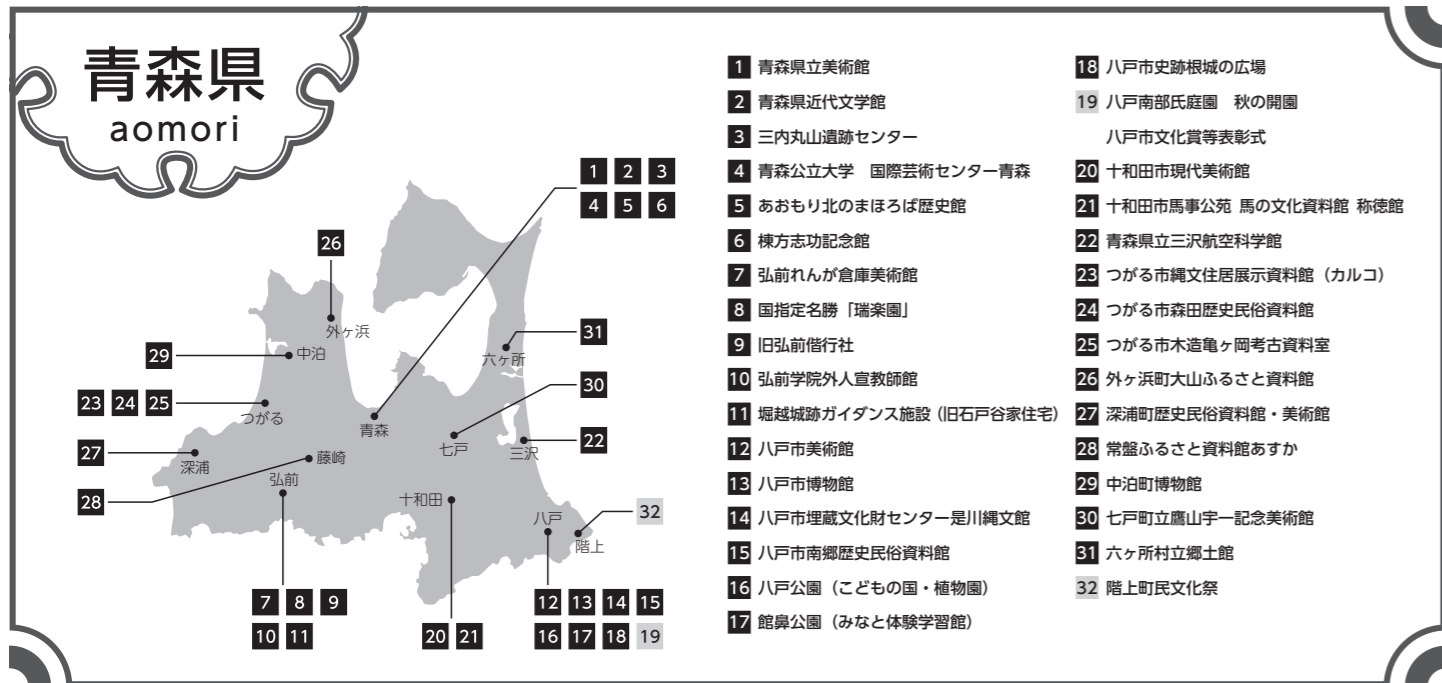 青森県
aomori
1 2 3
4 5 6
26
外ヶ浜
31
六ヶ所
29
中泊
30
23 24 25
つがる
青森
七戸
22
三沢
27
深浦
藤崎
弘前
28
十和田
八戸
32
階上
7 8 9
10 11
20 21
12 13 14 15
16 17 18 19
1 青森県立美術館
2 青森県近代文学館
3 三内丸山遺跡センター
4 青森公立大学　国際芸術センター青森
5 あおもり北のまほろば歴史館
6 棟方志功記念館
7 弘前れんが倉庫美術館
8 国指定名勝「瑞楽園」
9 旧弘前偕行社
10 弘前学院外人宣教師館
11 堀越城跡ガイダンス施設（旧石戸谷家住宅）
12 八戸市美術館
13 八戸市博物館
14 八戸市埋蔵文化財センター是川縄文館
15 八戸市南郷歴史民俗資料館
16 八戸公園（こどもの国・植物園）
17 館鼻公園（みなと体験学習館）
18 八戸市史跡根城の広場
19 八戸南部氏庭園　秋の開園
八戸市文化賞等表彰式
20 十和田市現代美術館
21 十和田市馬事公苑 馬の文化資料館 称徳館
22 青森県立三沢航空科学館
23 つがる市縄文住居展示資料館（カルコ）
24 つがる市森田歴史民俗資料館
25 つがる市木造亀ヶ岡考古資料室
26 外ヶ浜町大山ふるさと資料館
27 深浦町歴史民俗資料館・美術館
28 常盤ふるさと資料館あすか
29 中泊町博物館
30 七戸町立鷹山宇一記念美術館
31 六ヶ所村立郷土館
32 階上町民文化祭